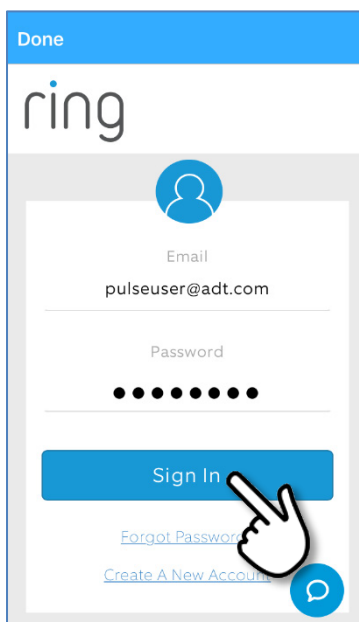 Done
ring
Email
pulseuser@adt.com
Password
●●●●●●●●
Sign In
Forgot Password
Create A New Account